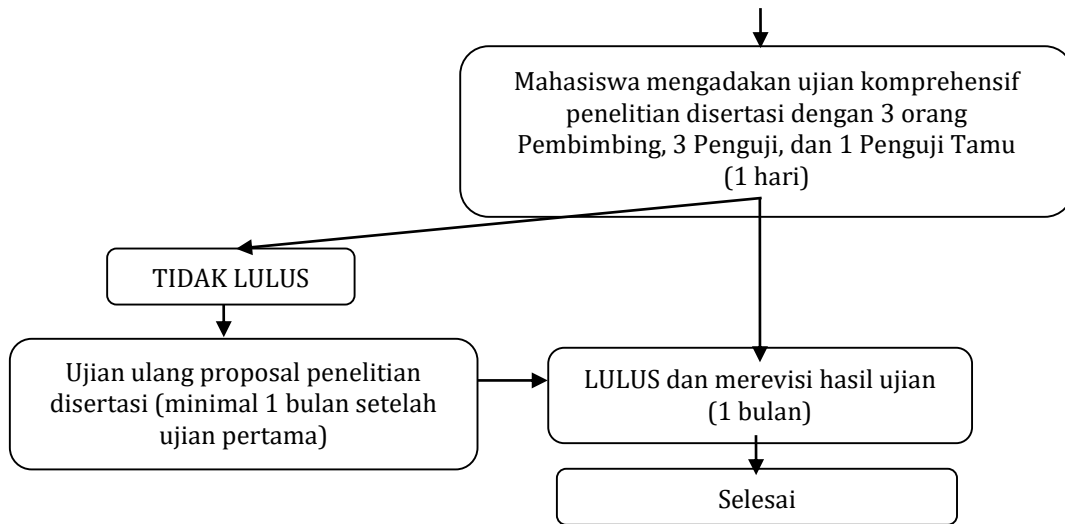 Mahasiswa mengadakan ujian komprehensif
penelitian disertasi dengan 3 orang
Pembimbing, 3 Penguji, dan 1 Penguji Tamu
(1 hari)
TIDAK LULUS
Ujian ulang proposal penelitian
disertasi (minimal 1 bulan setelah
ujian pertama)
LULUS dan merevisi hasil ujian
(1 bulan)
Selesai